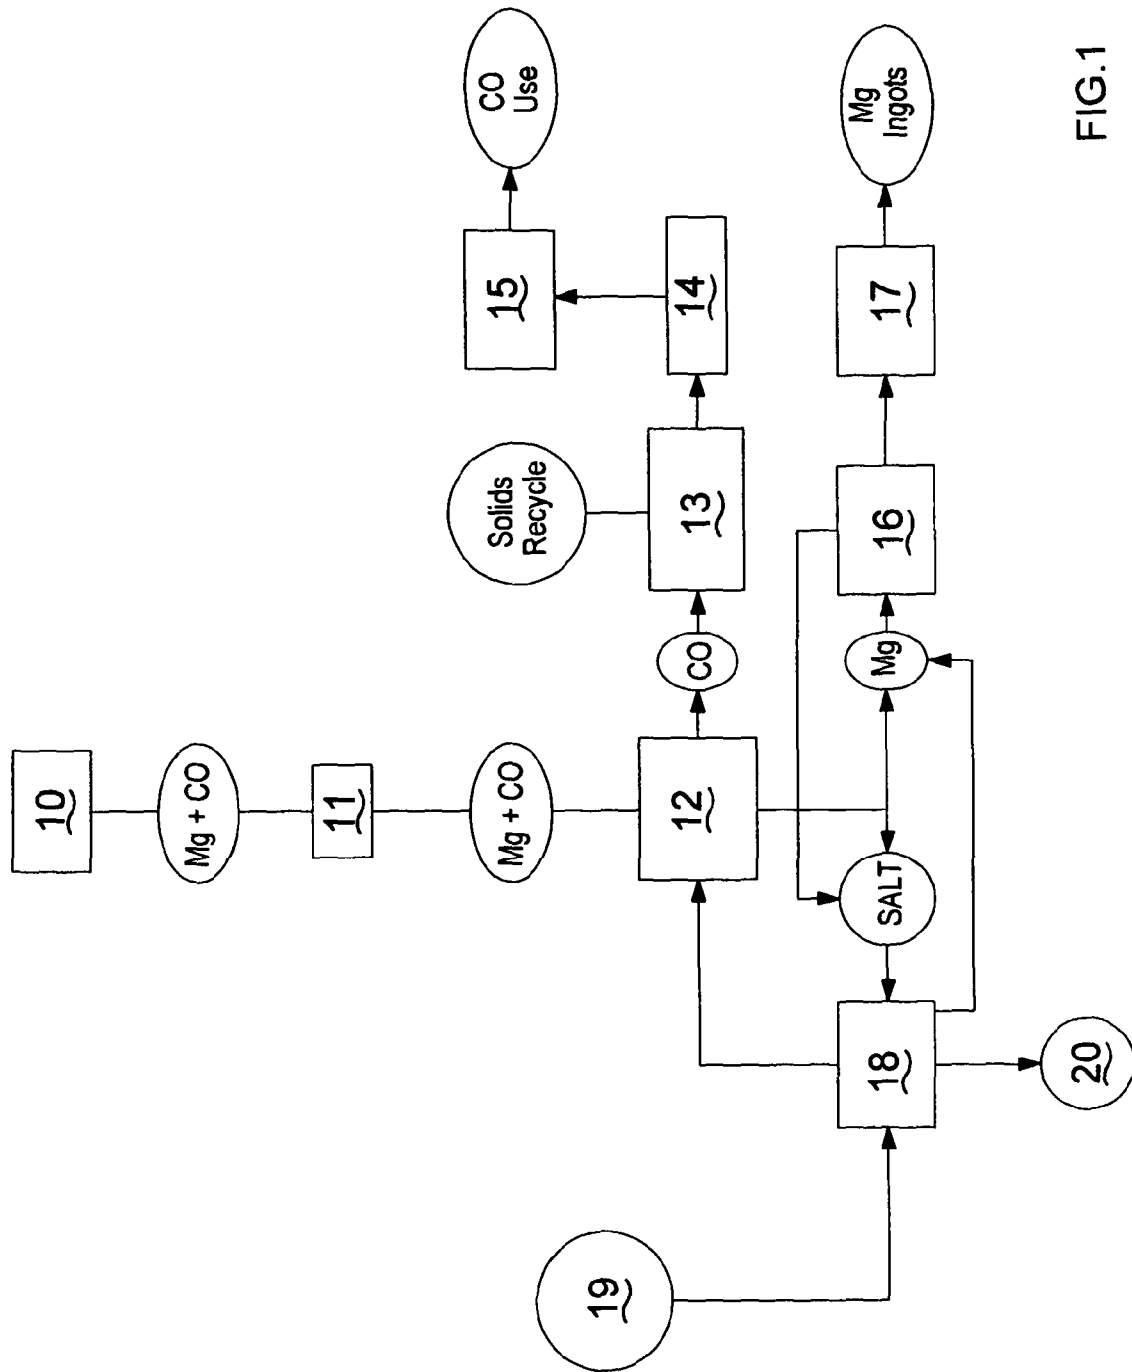 10
Mg + CO
11
Mg + CO
12
CO
13
Solids
Recycle
14
15
CO
Use
SALT
Mg
16
17
Mg
Ingots
18
19
20
FIG.1